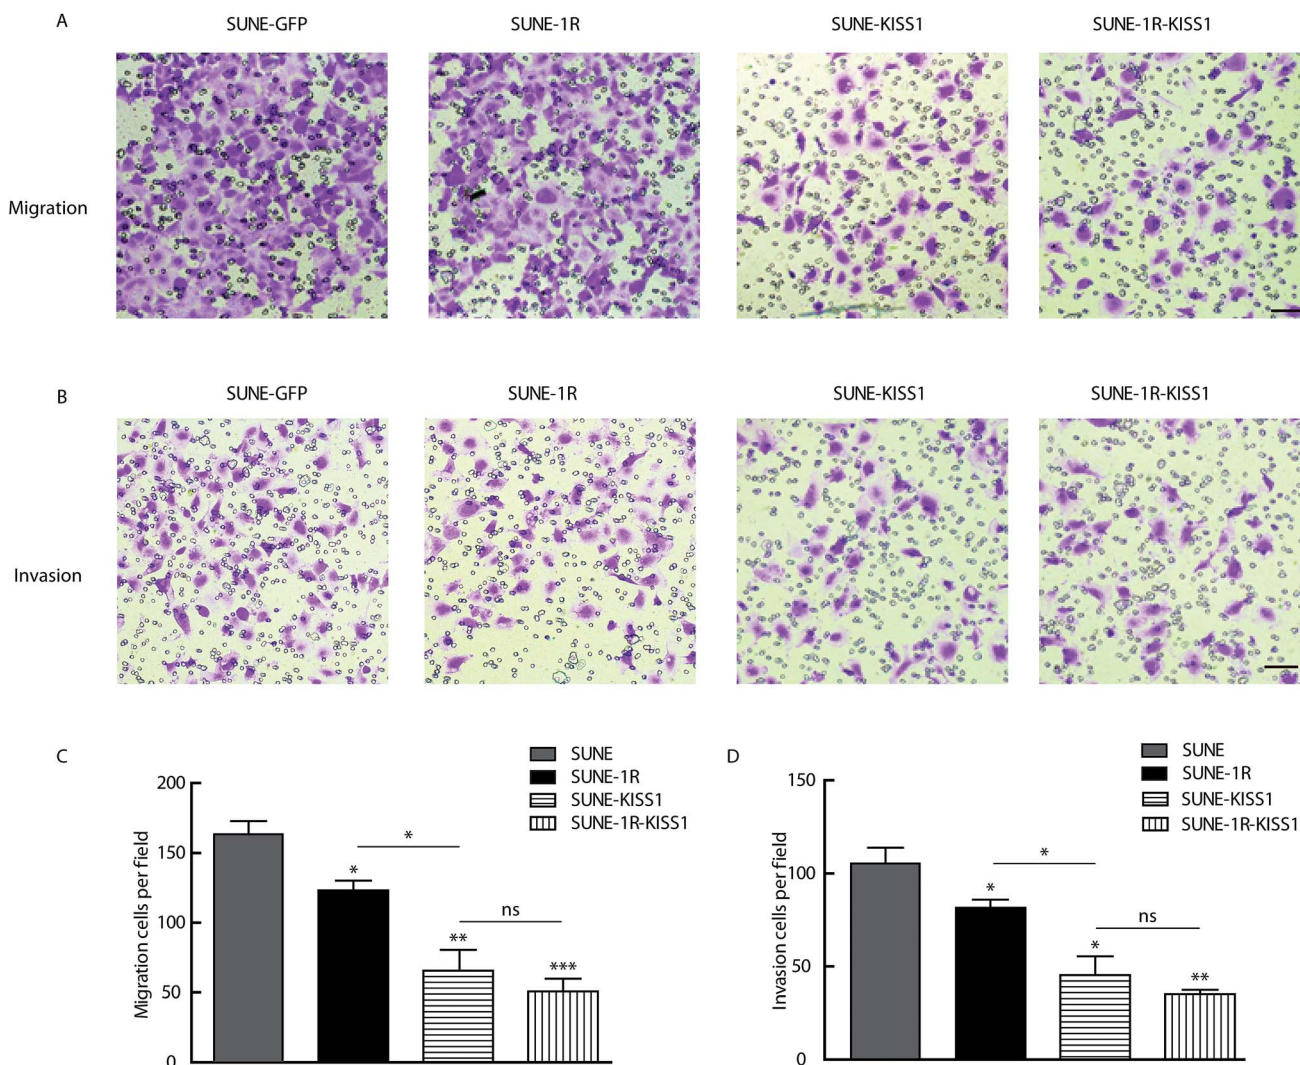 A
SUNE-GFP
SUNE-1R
SUNE-KISS1
SUNE-1R-KISS1
Migration
B
SUNE-GFP
SUNE-1R
SUNE-KISS1
SUNE-1R-KISS1
Invasion
C
SUNE
SUNE-1R
SUNE-KISS1
SUNE-1R-KISS1
Migration cells per field
200
150
100
50
0
*
*
**
ns
***
D
SUNE
SUNE-1R
SUNE-KISS1
SUNE-1R-KISS1
Invasion cells per field
150
100
50
0
*
*
*
ns
**